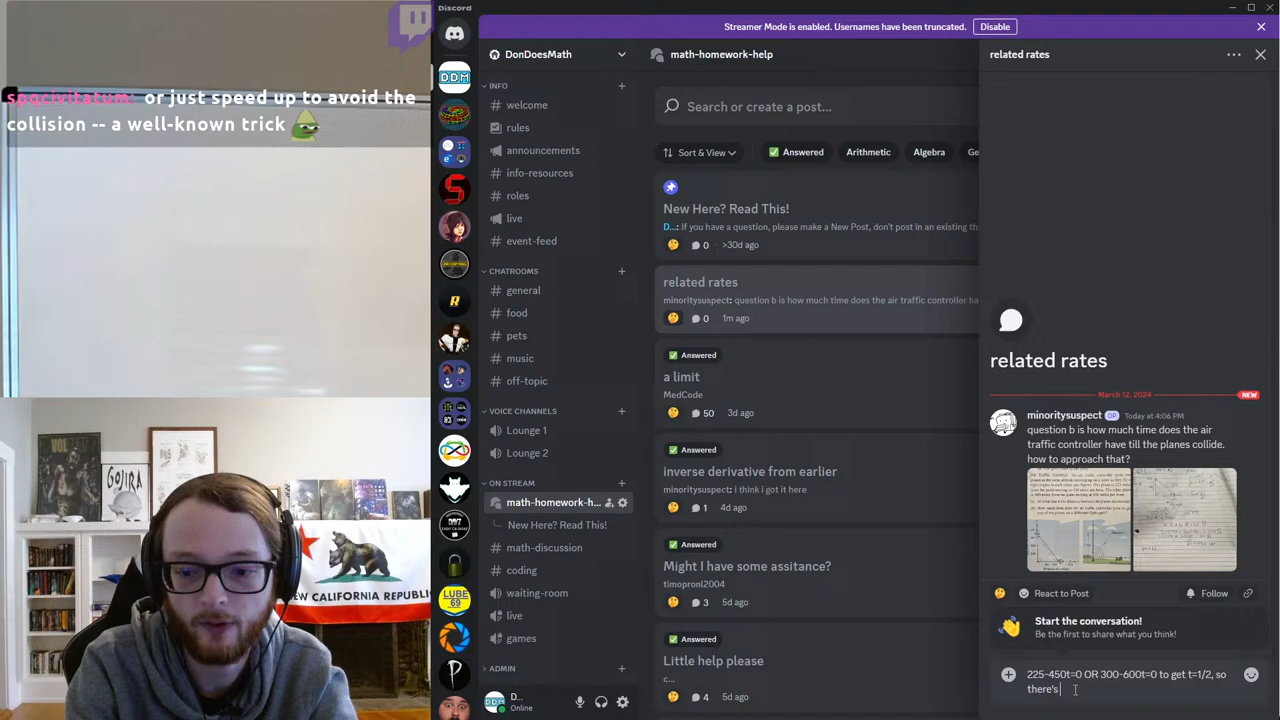 Discord
Streamer Mode is enabled. Usernames have been truncated.
Disable
spqcivitatum: or just speed up to avoid the
collision -- a well-known trick
DDM
DonDoesMath
INFO
welcome
rules
announcements
info-resources
roles
live
event-feed
CHATROOMS
general
food
pets
music
off-topic
VOICE CHANNELS
Lounge 1
Lounge 2
ON STREAM
math-homework-h...
New Here? Read This!
math-discussion
coding
waiting-room
live
games
ADMIN
D...
Online
LUBE
69
math-homework-help
Search or create a post...
Sort & View
Answered
Arithmetic
Algebra
Ge
New Here? Read This!
D...: If you have a question, please make a New Post, don't post in an existing th
0 · >30d ago
related rates
minoritysuspect: question b is how much time does the air traffic controller ha
0 · 1m ago
Answered
a limit
MedCode
50 · 3d ago
Answered
inverse derivative from earlier
minoritysuspect: i think i got it here
1 · 4d ago
Answered
Might I have some assitance?
timopronl2004
3 · 5d ago
Answered
Little help please
c...
4 · 5d ago
related rates
related rates
March 12, 2024
NEW
minoritysuspect OP Today at 4:06 PM
question b is how much time does the air
traffic controller have till the planes collide.
how to approach that?
React to Post
Follow
Start the conversation!
Be the first to share what you think!
225-450t=0 OR 300-600t=0 to get t=1/2, so
there's
GOJIRA
NEW CALIFORNIA REPUBLIC